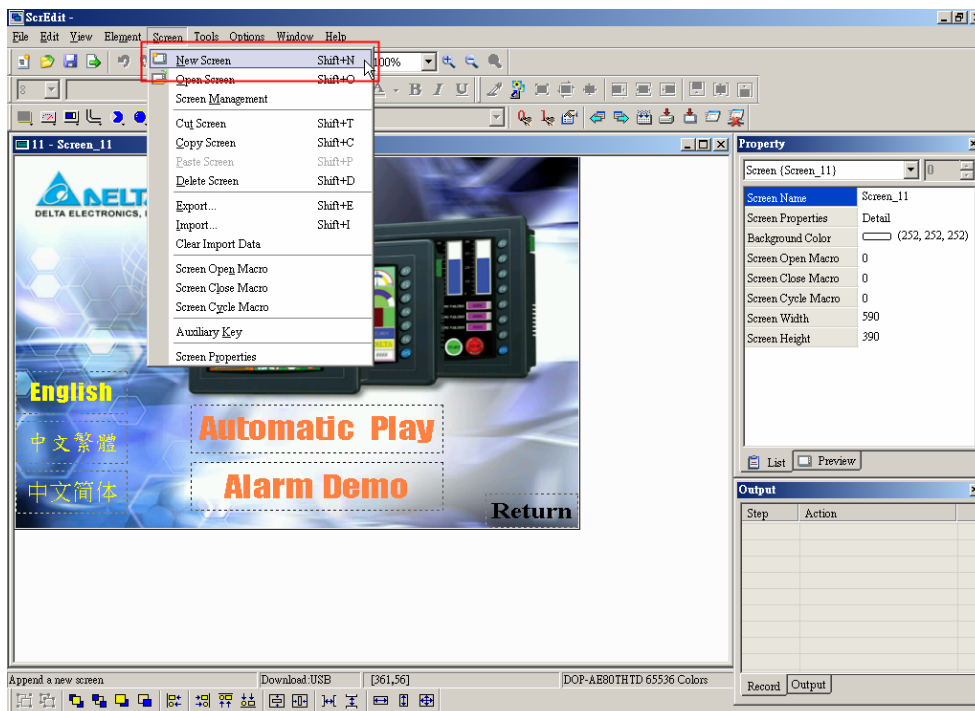 ScrEdit -
File Edit View Element Screen Tools Options Window Help
New Screen Shift+N
100%
8
Open Screen Shift+O
B I U
Screen Management
Cut Screen Shift+T
Copy Screen Shift+C
Paste Screen Shift+P
Delete Screen Shift+D
Export... Shift+E
Import... Shift+I
Clear Import Data
Screen Open Macro
Screen Close Macro
Screen Cycle Macro
Auxiliary Key
Screen Properties
11 - Screen_11
DELTA ELECTRONICS, I
English
中文繁體
中文简体
Automatic Play
Alarm Demo
Return
Property
Screen {Screen_11} 0
Screen Name Screen_11
Screen Properties Detail
Background Color (252, 252, 252)
Screen Open Macro 0
Screen Close Macro 0
Screen Cycle Macro 0
Screen Width 590
Screen Height 390
List Preview
Output
Step Action
Record Output
Append a new screen Download:USB [361,56] DOP-AE80THTD 65536 Colors